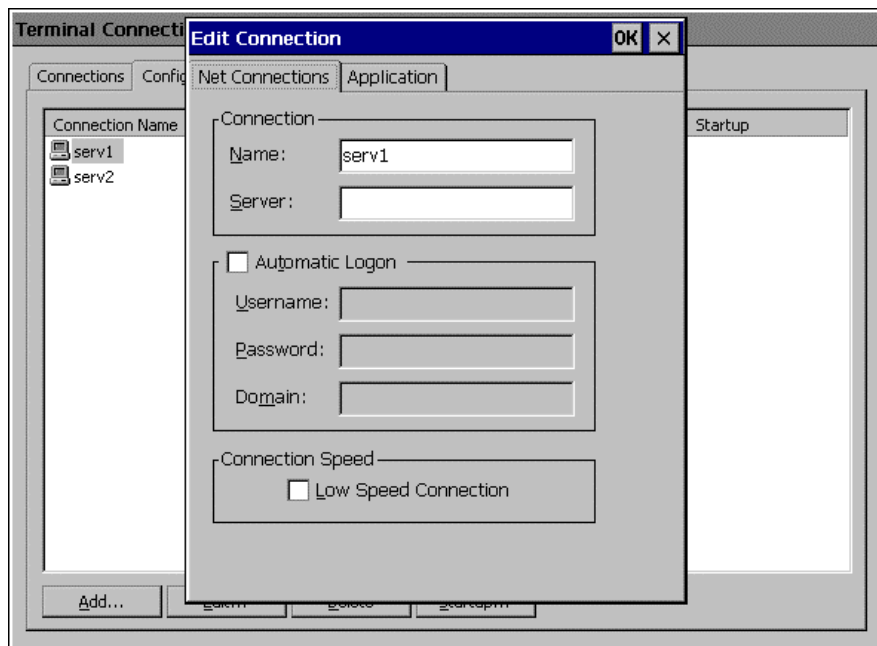 Terminal Connecti
Edit Connection OK
Connections Config
Net Connections Application
Connection Name Startup
serv1
serv2
Connection
Name: serv1
Server:
Automatic Logon
Username:
Password:
Domain:
Connection Speed
Low Speed Connection
Add...